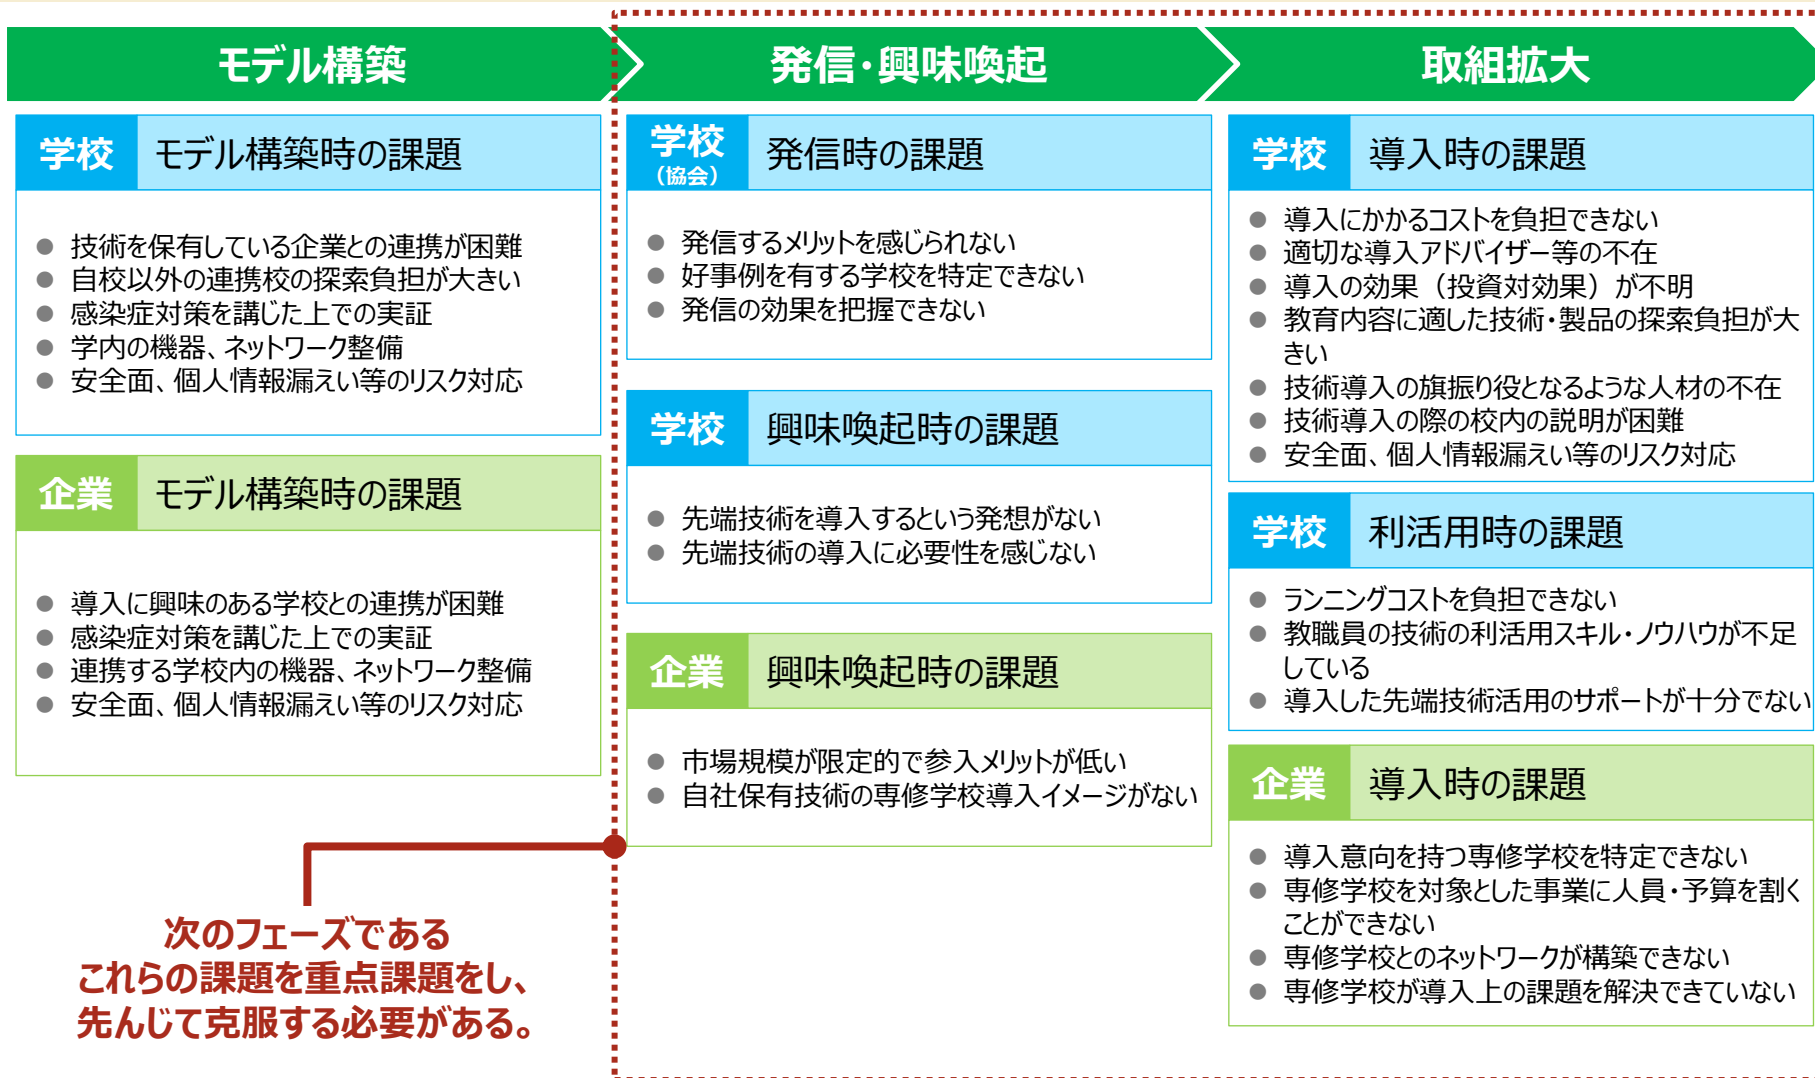 モデル構築
発信・興味喚起
取組拡大
学校
モデル構築時の課題
● 技術を保有している企業との連携が困難
● 自校以外の連携校の探索負担が大きい
● 感染症対策を講じた上での実証
● 学内の機器、ネットワーク整備
● 安全面、個人情報漏えい等のリスク対応
企業
モデル構築時の課題
● 導入に興味のある学校との連携が困難
● 感染症対策を講じた上での実証
● 連携する学校内の機器、ネットワーク整備
● 安全面、個人情報漏えい等のリスク対応
次のフェーズである
これらの課題を重点課題をし、
先んじて克服する必要がある。
学校
（協会）
発信時の課題
● 発信するメリットを感じられない
● 好事例を有する学校を特定できない
● 発信の効果を把握できない
学校
興味喚起時の課題
● 先端技術を導入するという発想がない
● 先端技術の導入に必要性を感じない
企業
興味喚起時の課題
● 市場規模が限定的で参入メリットが低い
● 自社保有技術の専修学校導入イメージがない
学校
導入時の課題
● 導入にかかるコストを負担できない
● 適切な導入アドバイザー等の不在
● 導入の効果（投資対効果）が不明
● 教育内容に適した技術・製品の探索負担が大
きい
● 技術導入の旗振り役となるような人材の不在
● 技術導入の際の校内の説明が困難
● 安全面、個人情報漏えい等のリスク対応
学校
利活用時の課題
● ランニングコストを負担できない
● 教職員の技術の利活用スキル・ノウハウが不足
している
● 導入した先端技術活用のサポートが十分でない
企業
導入時の課題
● 導入意向を持つ専修学校を特定できない
● 専修学校を対象とした事業に人員・予算を割く
ことができない
● 専修学校とのネットワークが構築できない
● 専修学校が導入上の課題を解決できていない